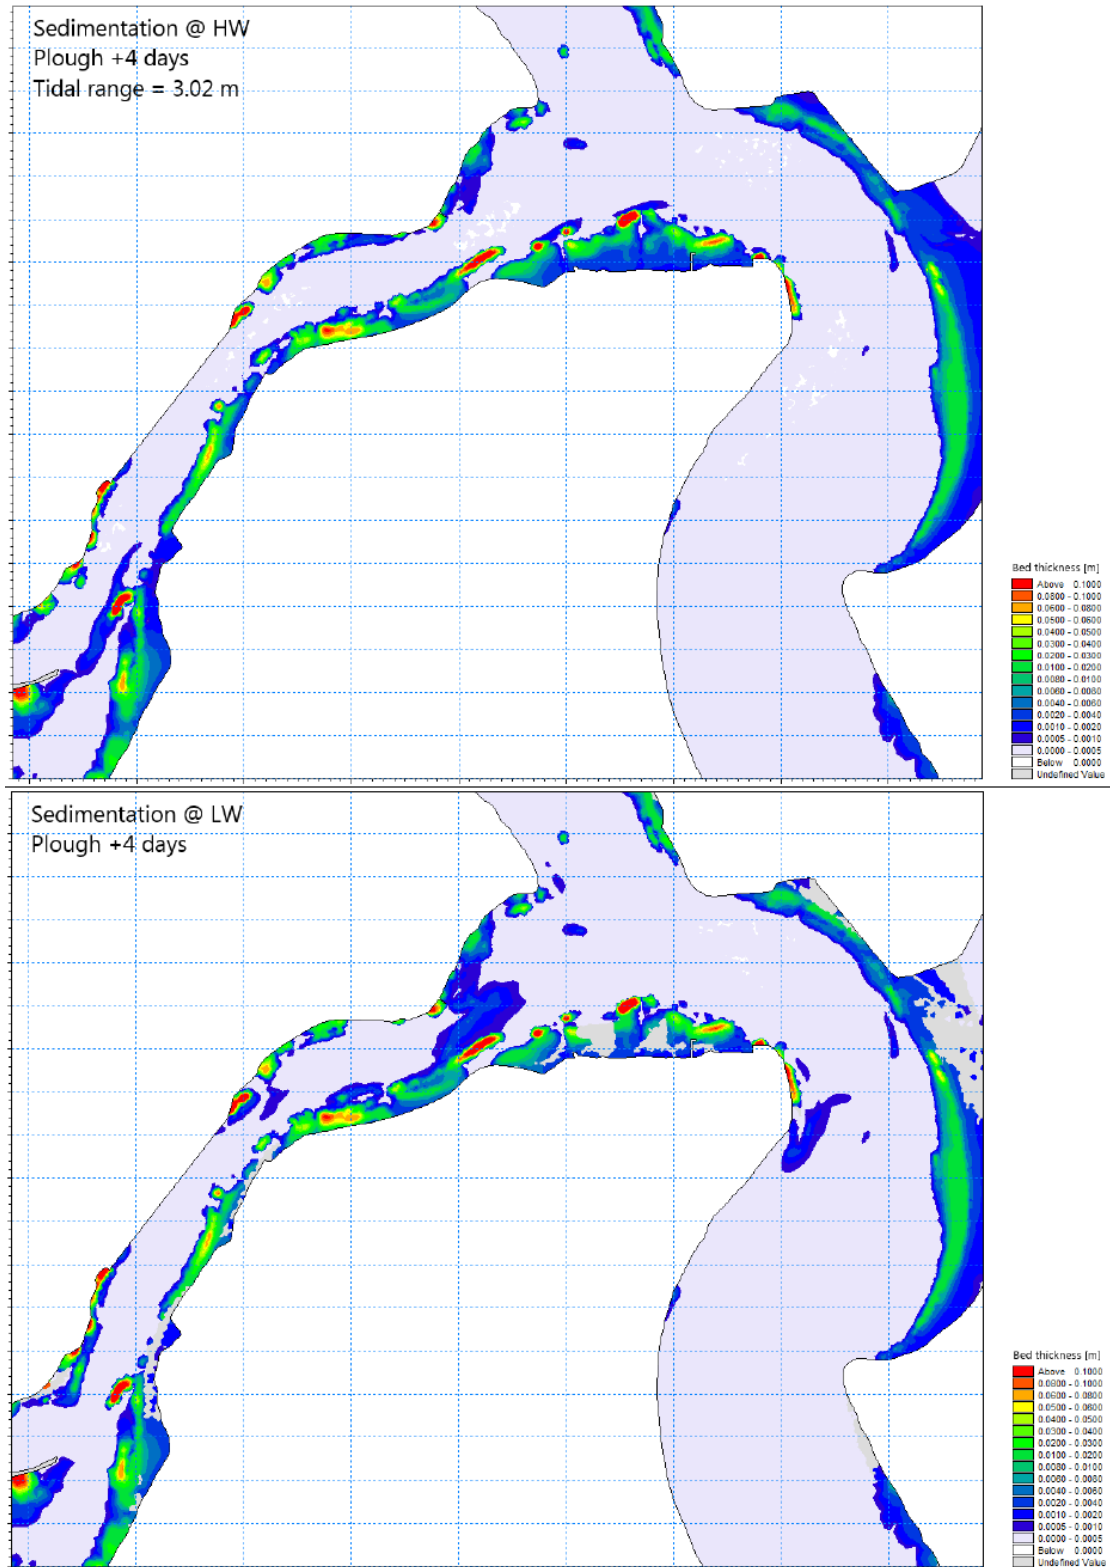 Sedimentation @ HW
Plough +4 days
Tidal range = 3.02 m
Bed thickness [m]
Above 0.1000
0.0800 - 0.1000
0.0600 - 0.0800
0.0500 - 0.0600
0.0400 - 0.0500
0.0300 - 0.0400
0.0200 - 0.0300
0.0100 - 0.0200
0.0080 - 0.0100
0.0060 - 0.0080
0.0040 - 0.0060
0.0020 - 0.0040
0.0010 - 0.0020
0.0005 - 0.0010
0.0000 - 0.0005
Below 0.0000
Undefined Value
Sedimentation @ LW
Plough +4 days
Bed thickness [m]
Above 0.1000
0.0800 - 0.1000
0.0600 - 0.0800
0.0500 - 0.0600
0.0400 - 0.0500
0.0300 - 0.0400
0.0200 - 0.0300
0.0100 - 0.0200
0.0080 - 0.0100
0.0060 - 0.0080
0.0040 - 0.0060
0.0020 - 0.0040
0.0010 - 0.0020
0.0005 - 0.0010
0.0000 - 0.0005
Below 0.0000
Undefined Value